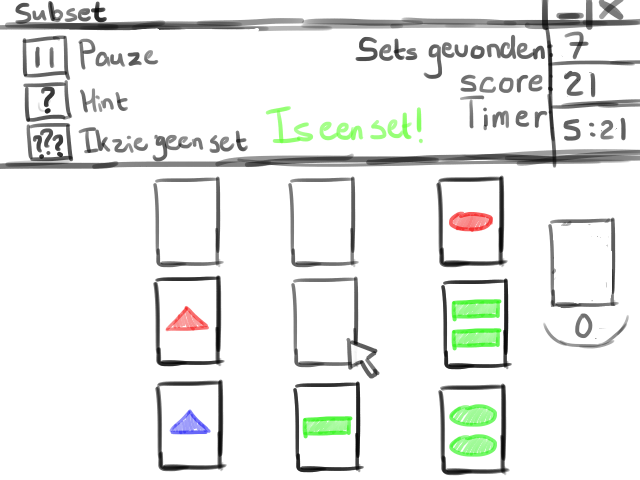 Subset
Pauze
? Hint
??? Ik zie geen set
Is een set!
Sets gevonden: 7
score 21
Timer 5:21
0